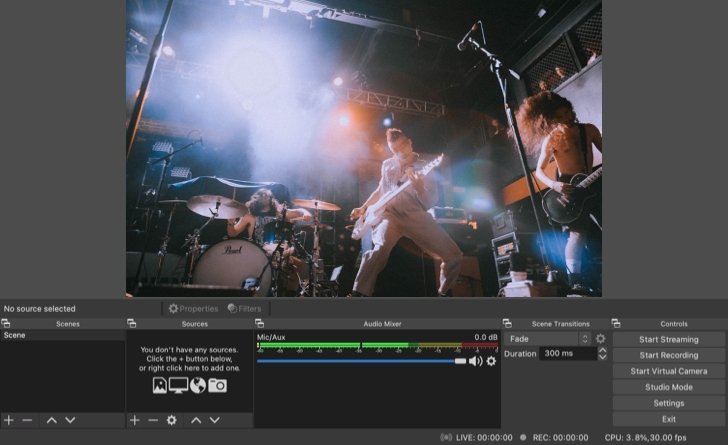 Pearl
No source selected
Properties
Filters
Scenes
Sources
Audio Mixer
Scene Transitions
Controls
Scene
You don't have any sources.
Click the + button below,
or right click here to add one.
Mic/Aux
0.0 dB
-60 -55 -50 -45 -40 -35 -30 -25 -20 -15 -10 -5 0
Fade
Duration
300 ms
Start Streaming
Start Recording
Start Virtual Camera
Studio Mode
Settings
Exit
LIVE: 00:00:00
REC: 00:00:00
CPU: 3.8%,30.00 fps